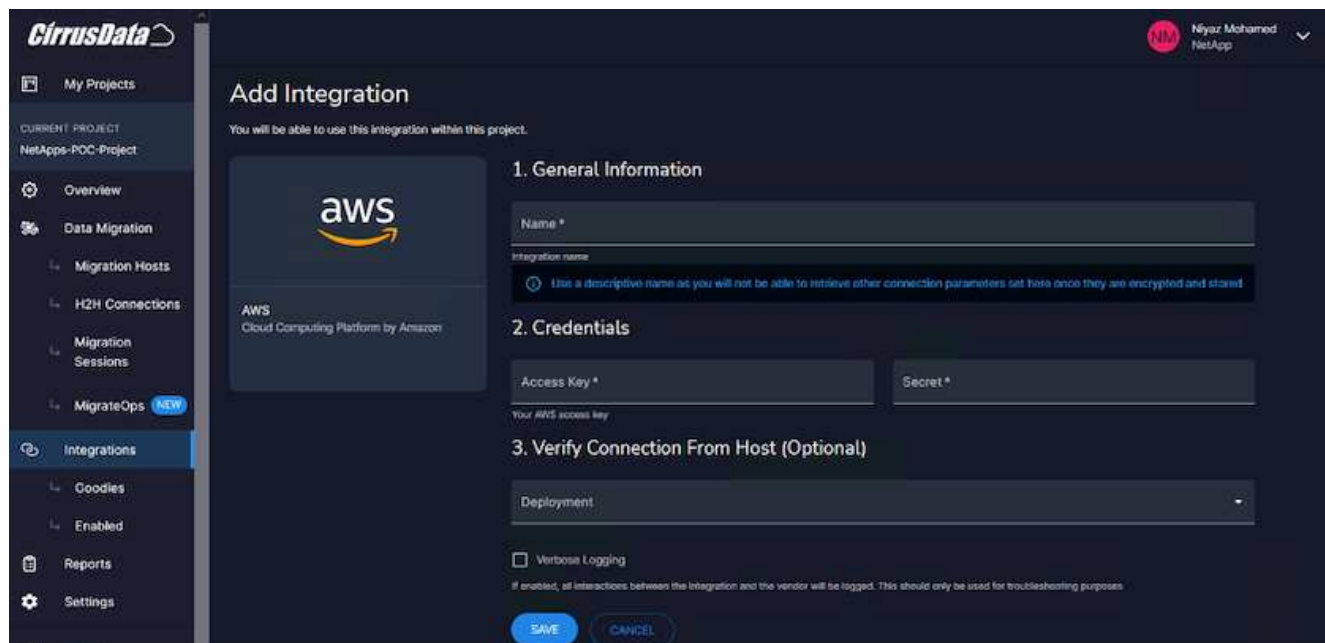 CirrusData
NM
Niyaz Mohamed
NetApp
My Projects
CURRENT PROJECT
NetApps-POC-Project
Overview
Data Migration
Migration Hosts
H2H Connections
Migration
Sessions
MigrateOps NEW
Integrations
Goodies
Enabled
Reports
Settings
Add Integration
You will be able to use this integration within this project.
aws
AWS
Cloud Computing Platform by Amazon
1. General Information
Name *
Integration name
Use a descriptive name as you will not be able to retrieve other connection parameters set here once they are encrypted and stored
2. Credentials
Access Key *
Secret *
Your AWS access key
3. Verify Connection From Host (Optional)
Deployment
Verbose Logging
If enabled, all interactions between the integration and the vendor will be logged. This should only be used for troubleshooting purposes
SAVE
CANCEL